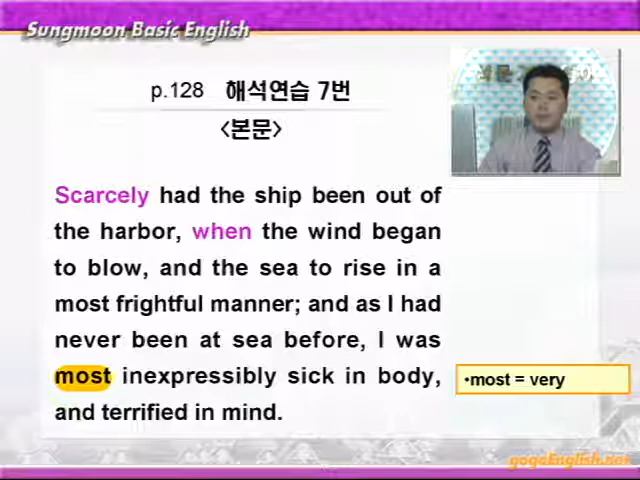 Sungmoon Basic English
p.128 해석연습 7번
<본문>
Scarcely had the ship been out of
the harbor, when the wind began
to blow, and the sea to rise in a
most frightful manner; and as I had
never been at sea before, I was
most inexpressibly sick in body,
•most = very
and terrified in mind.
gogoEnglish.net